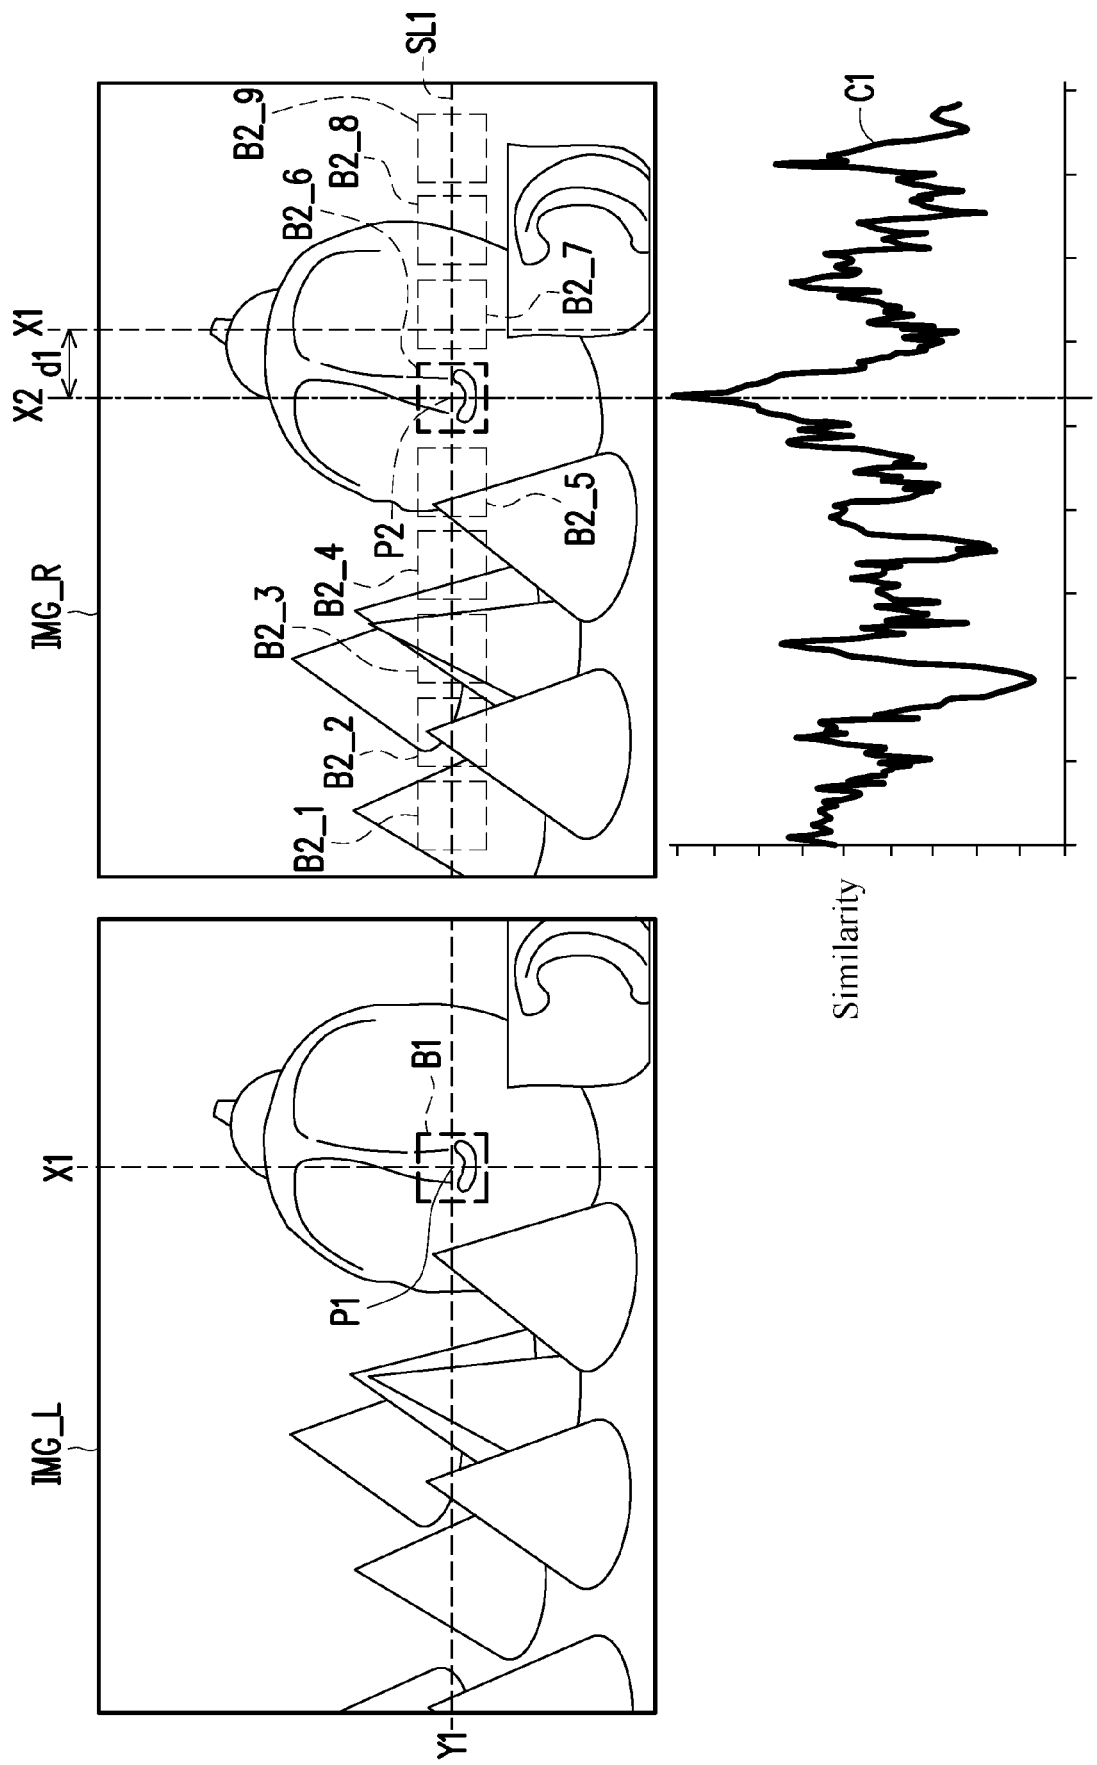 IMG_L
X1
P1
B1
Y1
IMG_R
X2
d1
X1
B2_1
B2_2
B2_3
B2_4
P2
B2_5
B2_6
B2_7
B2_8
B2_9
SL1
Similarity
C1